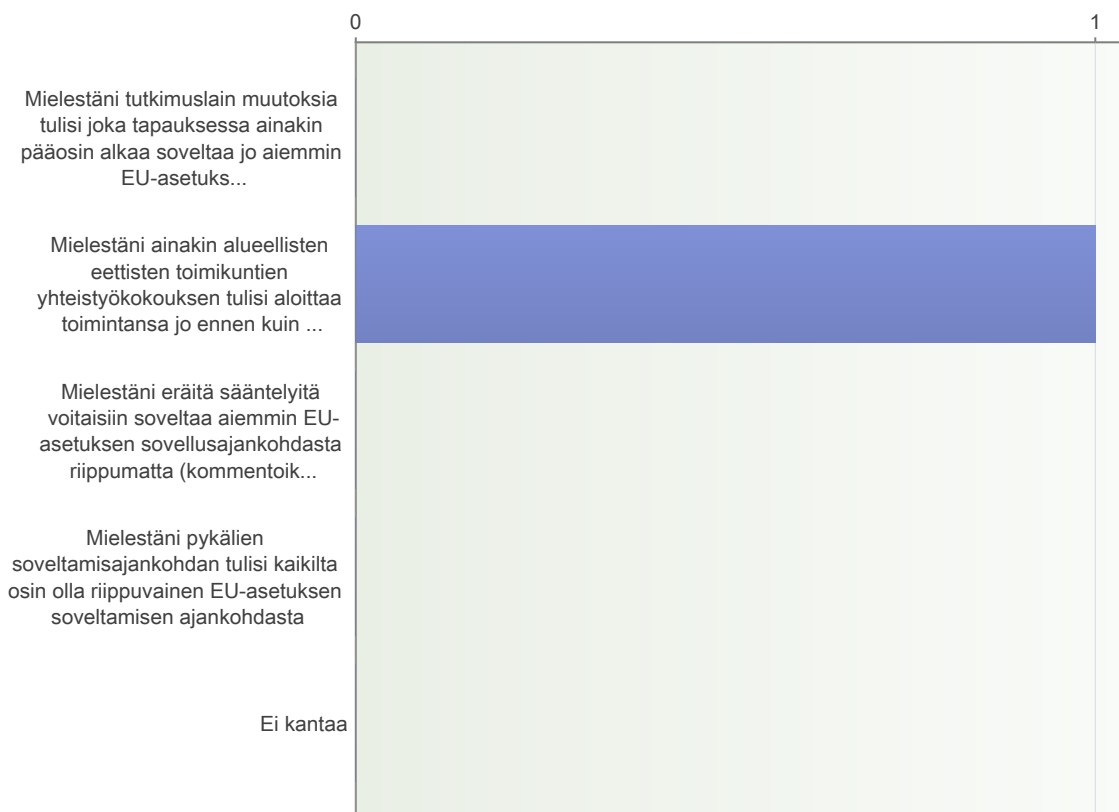 0
1
Mielestäni tutkimuslain muutoksia
tulisi joka tapauksessa ainakin
pääosin alkaa soveltaa jo aiemmin
EU-asetuks...
Mielestäni ainakin alueellisten
eettisten toimikuntien
yhteistyökokouksen tulisi aloittaa
toimintansa jo ennen kuin ...
Mielestäni eräitä sääntelyitä
voitaisiin soveltaa aiemmin EU-
asetuksen sovellusajankohdasta
riippumatta (kommentoik...
Mielestäni pykälien
soveltamisajankohdan tulisi kaikilta
osin olla riippuvainen EU-asetuksen
soveltamisen ajankohdasta
Ei kantaa